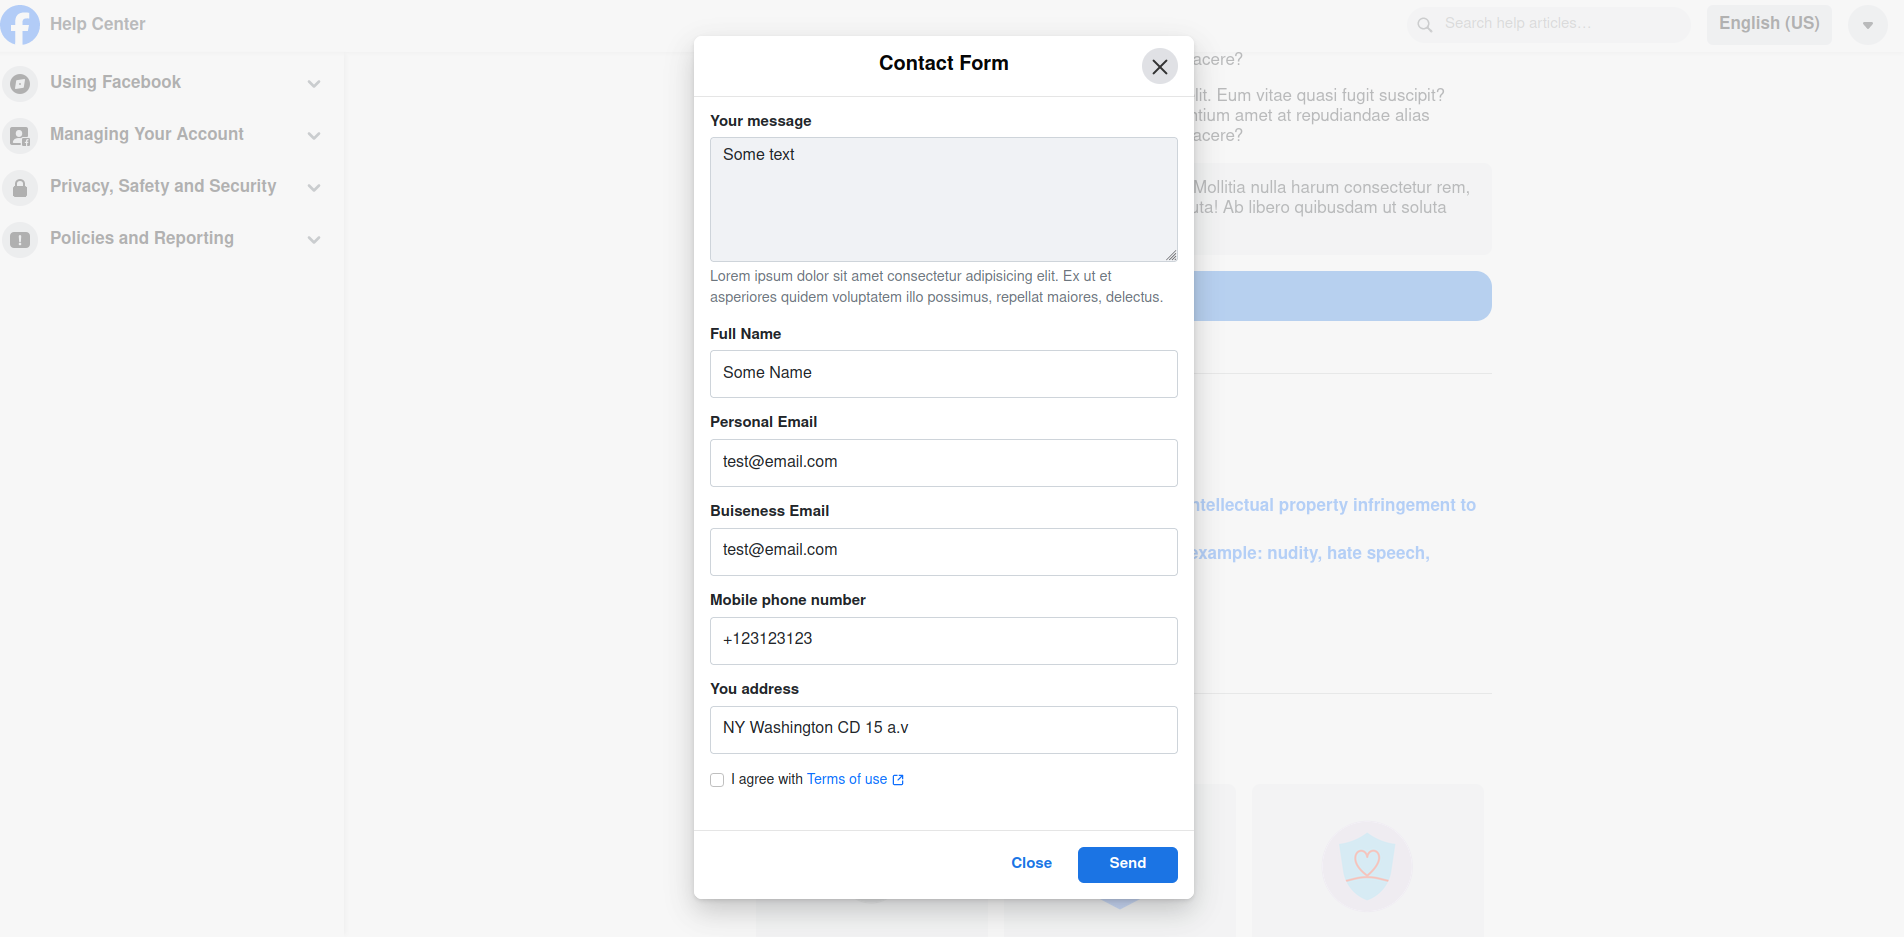 Help Center
Search help articles...
English (US)
Using Facebook
Managing Your Account
Privacy, Safety and Security
Policies and Reporting
Contact Form
Your message
Some text
Lorem ipsum dolor sit amet consectetur adipisicing elit. Ex ut et
asperiores quidem voluptatem illo possimus, repellat maiores, delectus.
Full Name
Some Name
Personal Email
test@email.com
Buiseness Email
test@email.com
Mobile phone number
+123123123
You address
NY Washington CD 15 a.v
I agree with Terms of use
Close
Send
acere?
lit. Eum vitae quasi fugit suscipit?
ntium amet at repudiandae alias
acere?
Mollitia nulla harum consectetur rem,
uta! Ab libero quibusdam ut soluta
ntellectual property infringement to
example: nudity, hate speech,